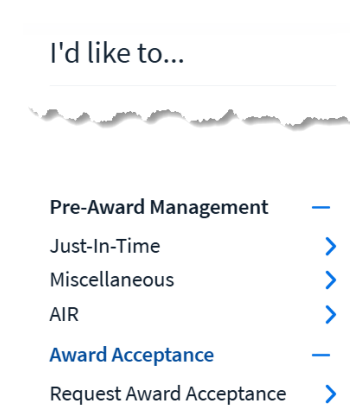 I'd like to...
Pre-Award Management
Just-In-Time
Miscellaneous
AIR
Award Acceptance
Request Award Acceptance